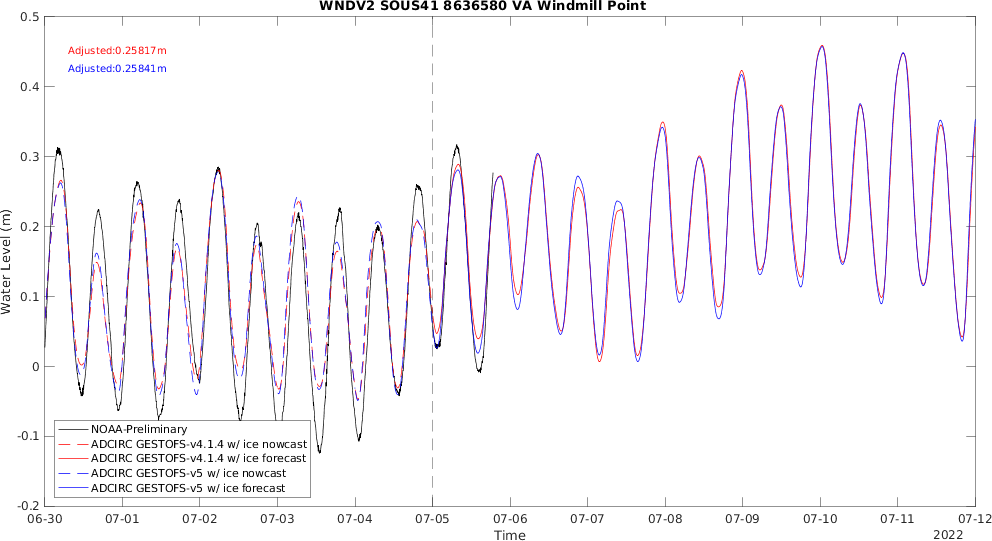 WNDV2 SOUS41 8636580 VA Windmill Point
0.5
0.4
0.3
0.2
0.1
0
-0.1
-0.2
Water Level (m)
Adjusted:0.25817m
Adjusted:0.25841m
NOAA-Preliminary
ADCIRC GESTOFS-v4.1.4 w/ ice nowcast
ADCIRC GESTOFS-v4.1.4 w/ ice forecast
ADCIRC GESTOFS-v5 w/ ice nowcast
ADCIRC GESTOFS-v5 w/ ice forecast
06-30 07-01 07-02 07-03 07-04 07-05 07-06 07-07 07-08 07-09 07-10 07-11 07-12
Time
2022